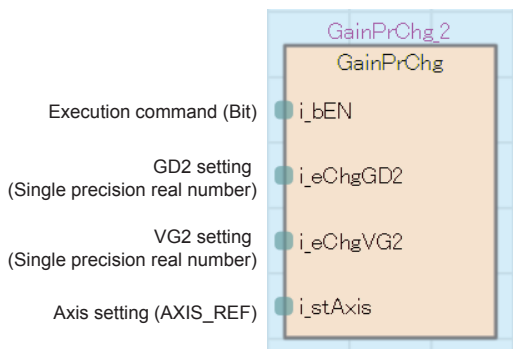 GainPrChg_2
GainPrChg
Execution command (Bit)
i_bEN
GD2 setting
(Single precision real number)
i_eChgGD2
VG2 setting
(Single precision real number)
i_eChgVG2
Axis setting (AXIS_REF)
i_stAxis